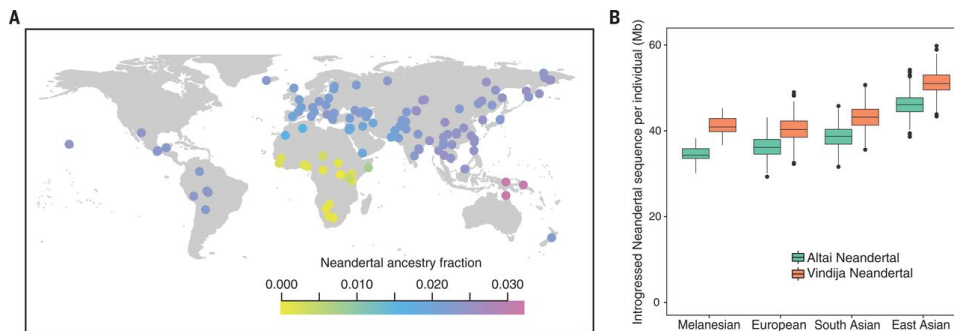 A
Neandertal ancestry fraction
0.000 0.010 0.020 0.030
B
Introgressed Neandertal sequence per individual (Mb)
60
40
20
0
Altai Neandertal
Vindija Neandertal
Melanesian European South Asian East Asian